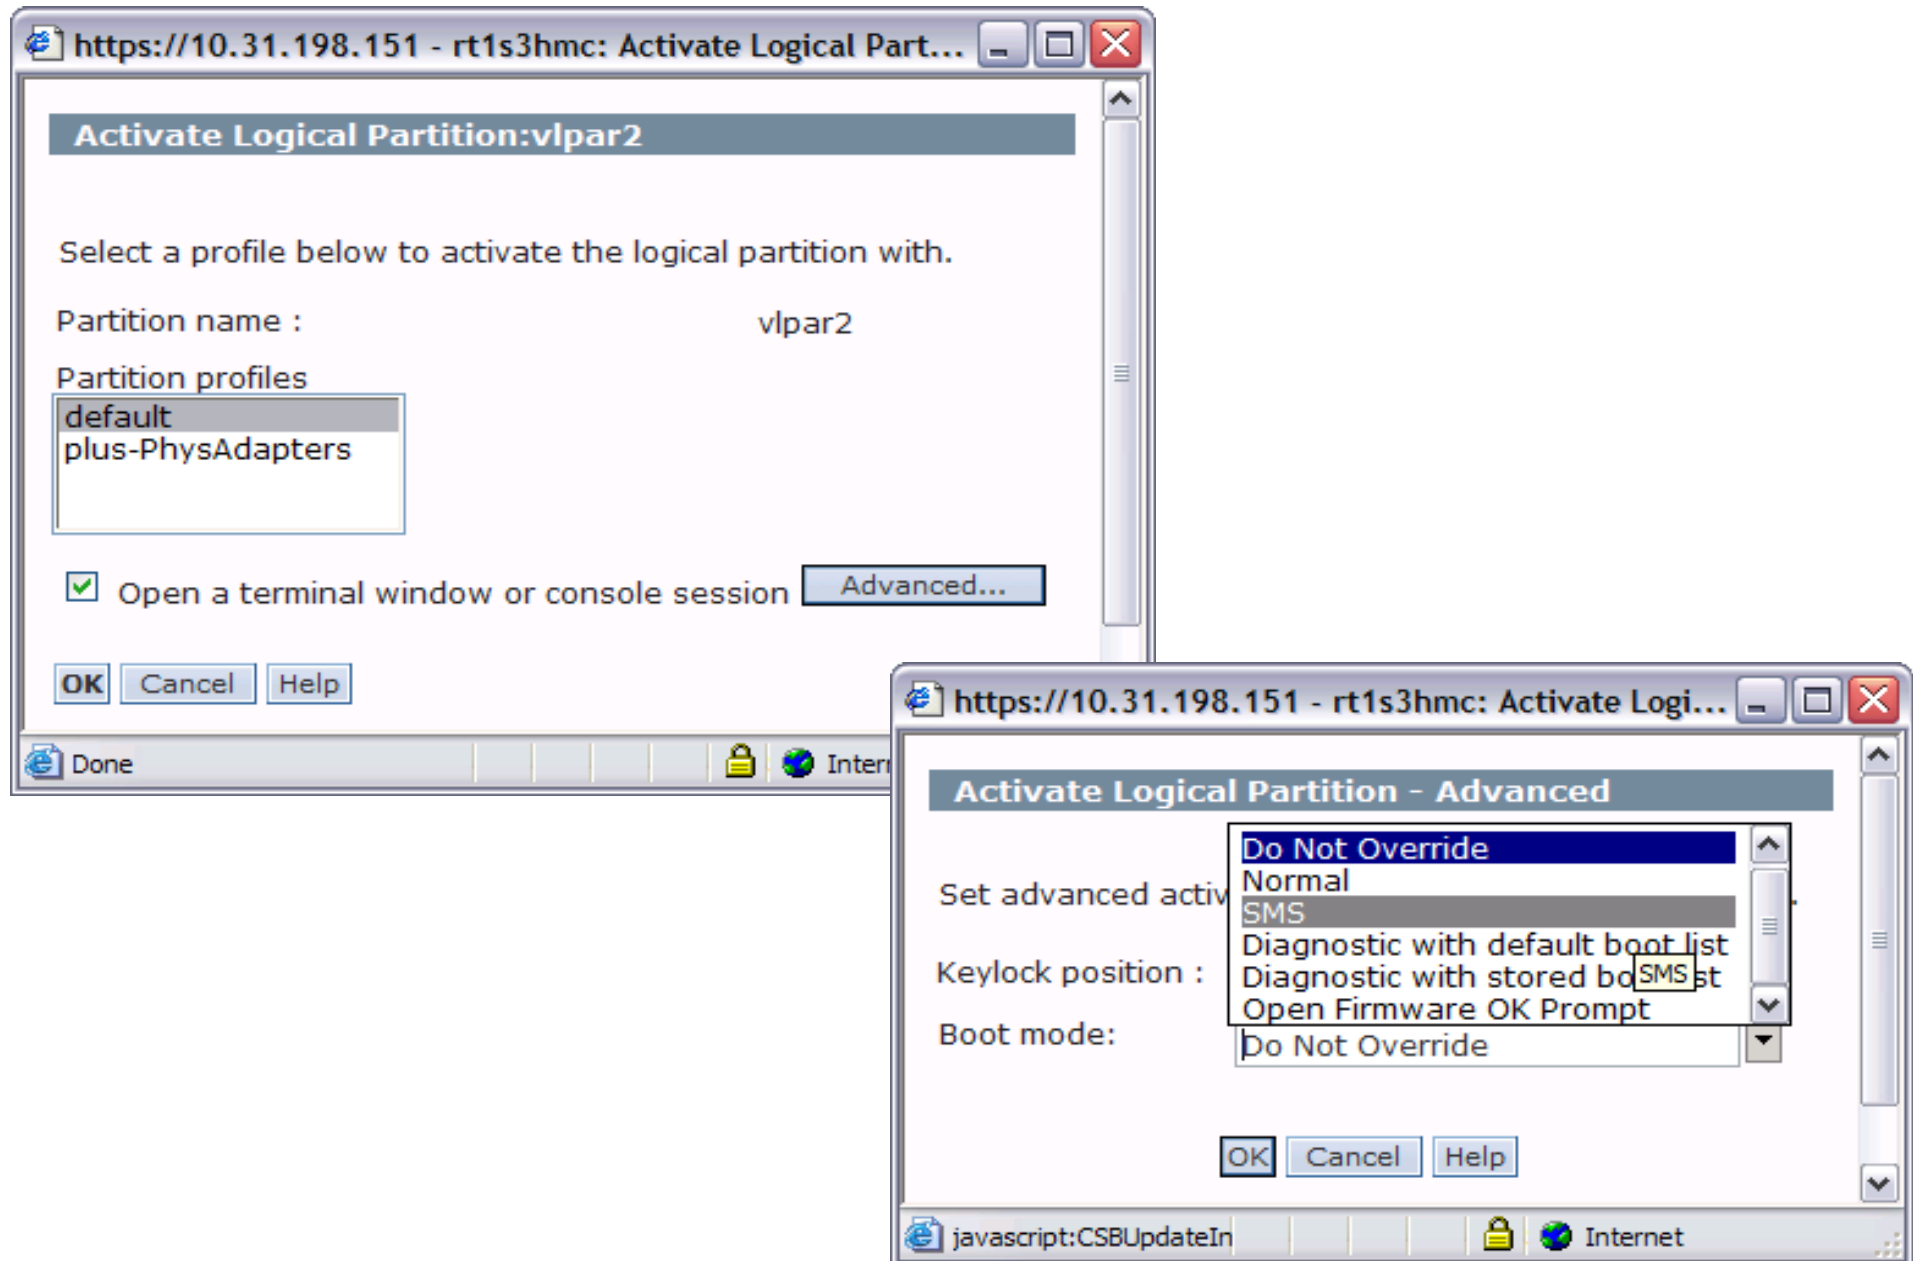 https://10.31.198.151 - rt1s3hmc: Activate Logical Part...
Activate Logical Partition:vlpar2
Select a profile below to activate the logical partition with.
Partition name : vlpar2
Partition profiles
default
plus-PhysAdapters
Open a terminal window or console session Advanced...
OK Cancel Help
Done
https://10.31.198.151 - rt1s3hmc: Activate Logi...
Activate Logical Partition - Advanced
Do Not Override
Normal
Set advanced activ
SMS
Diagnostic with default boot list
Keylock position :
Diagnostic with stored bo
SMS
st
Open Firmware OK Prompt
Boot mode: Do Not Override
OK Cancel Help
javascript:CSBUpdateIn Internet